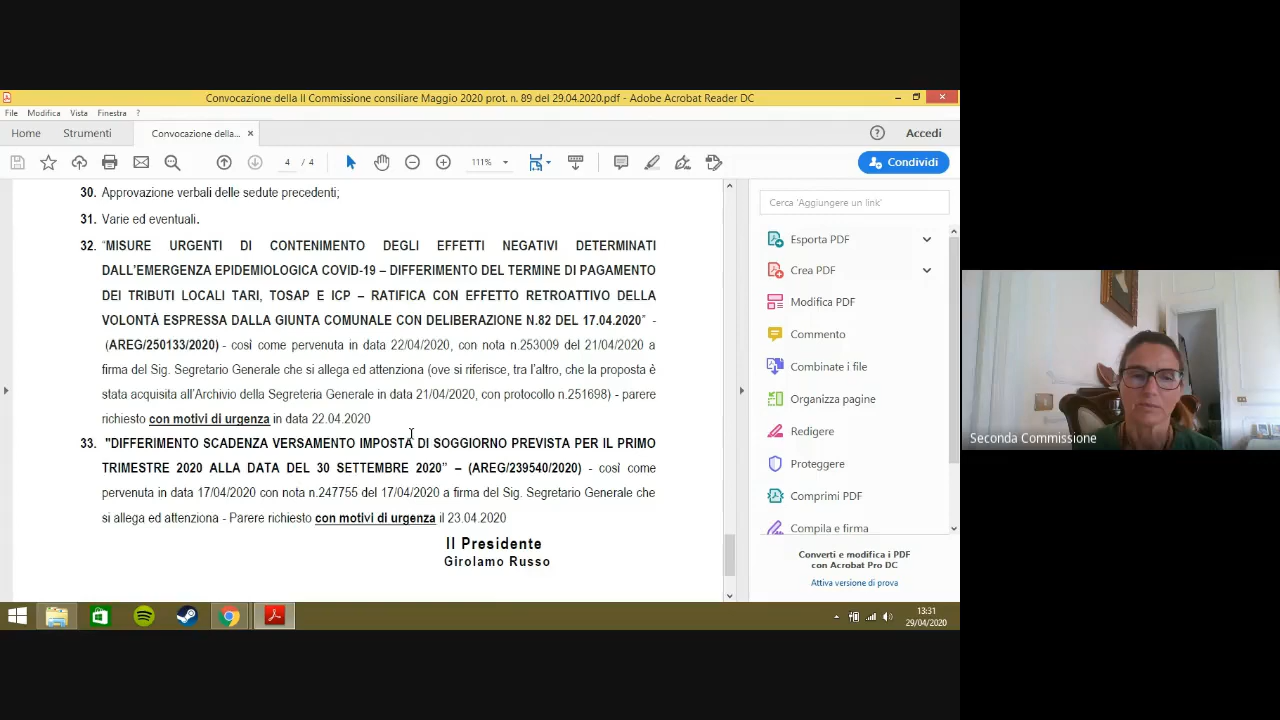 Convocazione della II Commissione consiliare Maggio 2020 prot. n. 89 del 29.04.2020.pdf - Adobe Acrobat Reader DC
File Modifica Vista Finestra ?
Home Strumenti Convocazione della... × Accedi
4 / 4 111% Condividi
30. Approvazione verbali delle sedute precedenti;
31. Varie ed eventuali.
32. "MISURE URGENTI DI CONTENIMENTO DEGLI EFFETTI NEGATIVI DETERMINATI
DALL'EMERGENZA EPIDEMIOLOGICA COVID-19 – DIFFERIMENTO DEL TERMINE DI PAGAMENTO
DEI TRIBUTI LOCALI TARI, TOSAP E ICP – RATIFICA CON EFFETTO RETROATTIVO DELLA
VOLONTÀ ESPRESSA DALLA GIUNTA COMUNALE CON DELIBERAZIONE N.82 DEL 17.04.2020" -
(AREG/250133/2020) - così come pervenuta in data 22/04/2020, con nota n.253009 del 21/04/2020 a
firma del Sig. Segretario Generale che si allega ed attenziona (ove si riferisce, tra l'altro, che la proposta è
stata acquisita all'Archivio della Segreteria Generale in data 21/04/2020, con protocollo n.251698) - parere
richiesto con motivi di urgenza in data 22.04.2020
33. "DIFFERIMENTO SCADENZA VERSAMENTO IMPOSTA DI SOGGIORNO PREVISTA PER IL PRIMO
TRIMESTRE 2020 ALLA DATA DEL 30 SETTEMBRE 2020" – (AREG/239540/2020) - così come
pervenuta in data 17/04/2020 con nota n.247755 del 17/04/2020 a firma del Sig. Segretario Generale che
si allega ed attenziona - Parere richiesto con motivi di urgenza il 23.04.2020
Il Presidente
Girolamo Russo
Cerca 'Aggiungere un link'
Esporta PDF
Crea PDF
Modifica PDF
Commento
Combinate i file
Organizza pagine
Redigere
Proteggere
Comprimi PDF
Compila e firma
Converti e modifica i PDF
con Acrobat Pro DC
Attiva versione di prova
Seconda Commissione
13:31
29/04/2020